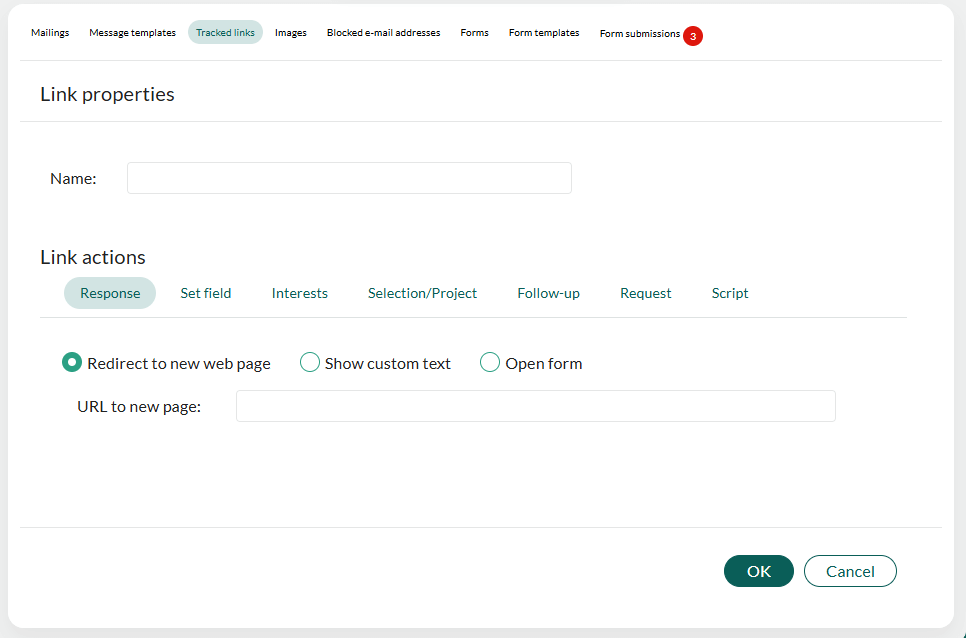 Mailings Message templates Tracked links Images Blocked e-mail addresses Forms Form templates Form submissions 3
Link properties
Name:
Link actions
Response Set field Interests Selection/Project Follow-up Request Script
Redirect to new web page Show custom text Open form
URL to new page:
OK Cancel